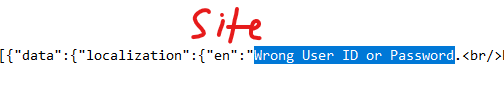 Site
[{"data":{"localization":{"en":"Wrong User ID or Password.<br/>